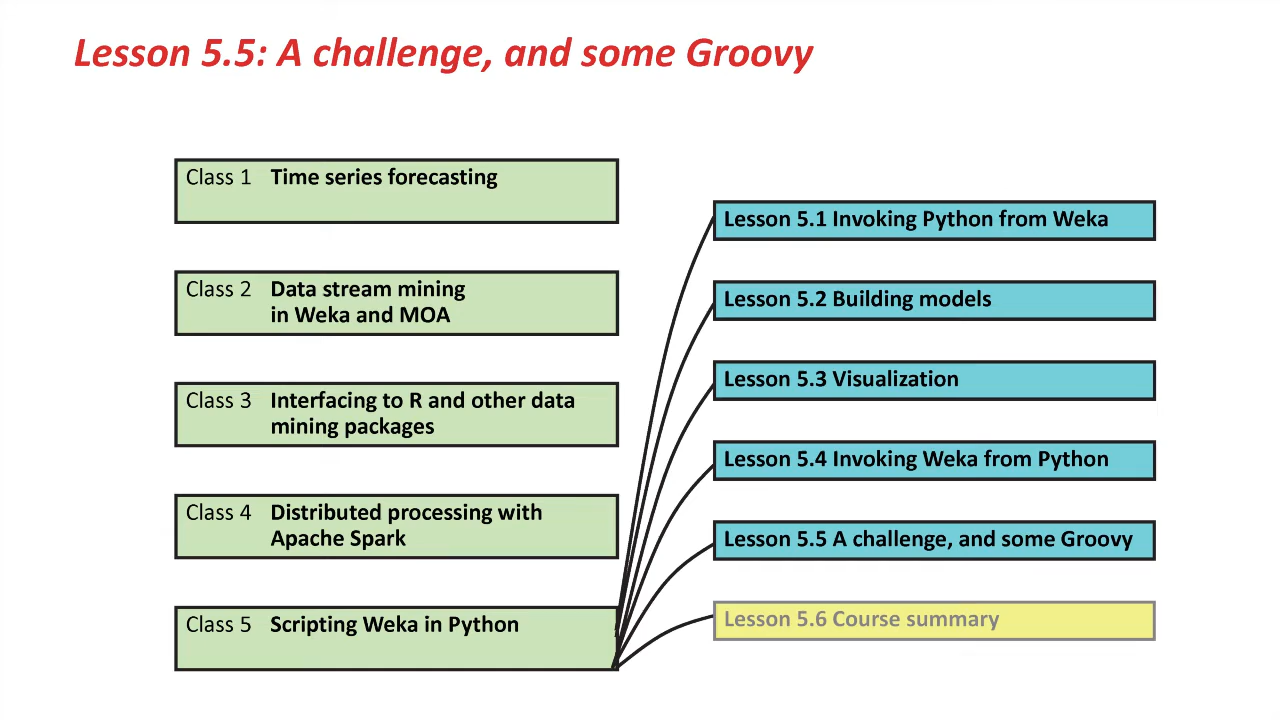 Lesson 5.5: A challenge, and some Groovy
Class 1 Time series forecasting
Class 2 Data stream mining
in Weka and MOA
Class 3 Interfacing to R and other data
mining packages
Class 4 Distributed processing with
Apache Spark
Class 5 Scripting Weka in Python
Lesson 5.1 Invoking Python from Weka
Lesson 5.2 Building models
Lesson 5.3 Visualization
Lesson 5.4 Invoking Weka from Python
Lesson 5.5 A challenge, and some Groovy
Lesson 5.6 Course summary